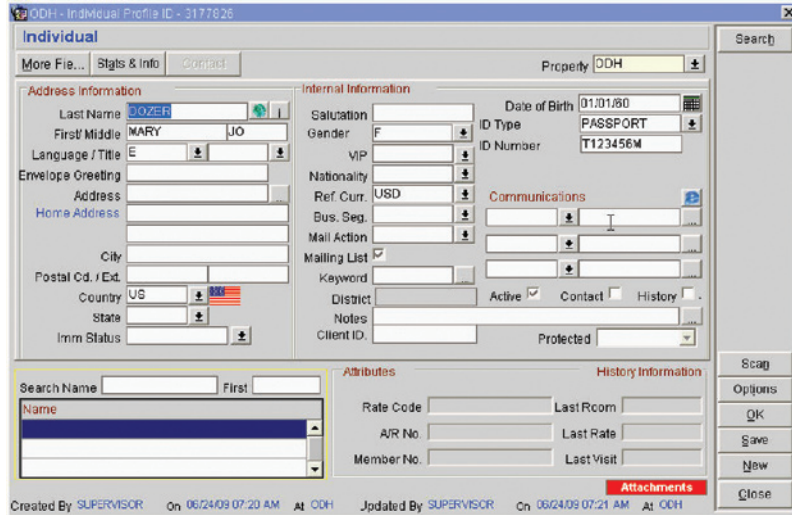 ODH - Individual Profile ID - 3177826
Individual
Search
More Fie... Stats & Info Contact
Property ODH
Address Information
Last Name DOZER
First/ Middle MARY JO
Language / Title E
Envelope Greeting
Address
Home Address
City
Postal Cd. / Ext.
Country US
State
Imm Status
Internal Information
Salutation
Gender F
VIP
Nationality
Ref. Curr. USD
Bus. Seg.
Mail Action
Mailing List
Keyword
District
Notes
Client ID.
Date of Birth 01/01/60
ID Type PASSPORT
ID Number T123456M
Communications
Active Contact History
Protected
Search Name First
Name
Attributes
History Information
Rate Code Last Room
A/R No. Last Rate
Member No. Last Visit
Attachments
Scan
Options
OK
Save
New
Close
Created By SUPERVISOR On 06/24/09 07:20 AM At ODH Updated By SUPERVISOR On 06/24/09 07:21 AM At ODH